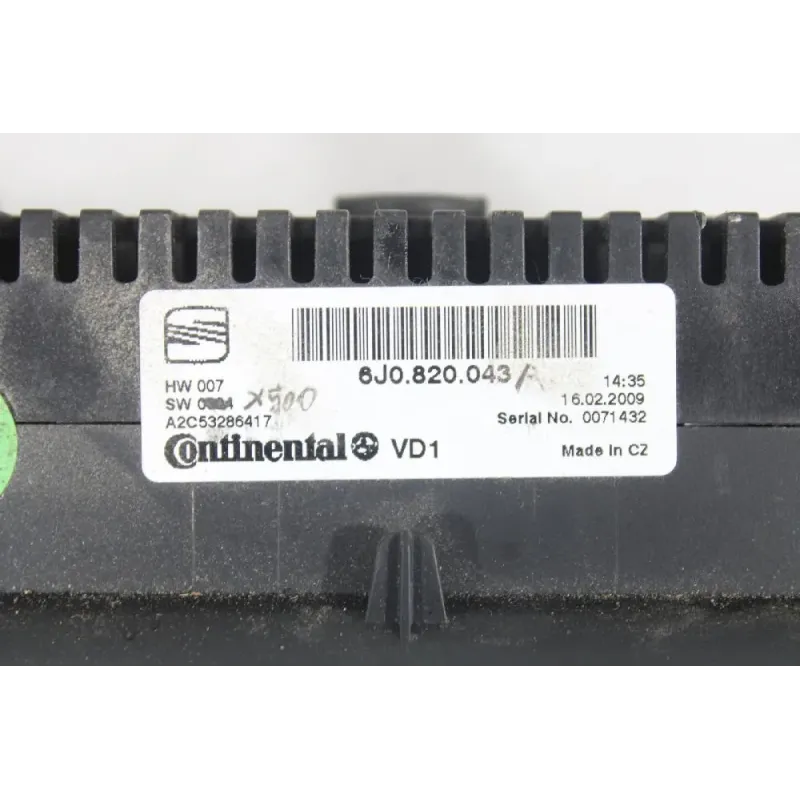 6J0.820.043 A
HW 007
14:35
SW X500
16.02.2009
A2C53286417
Serial No. 0071432
Continental VD1
Made in CZ